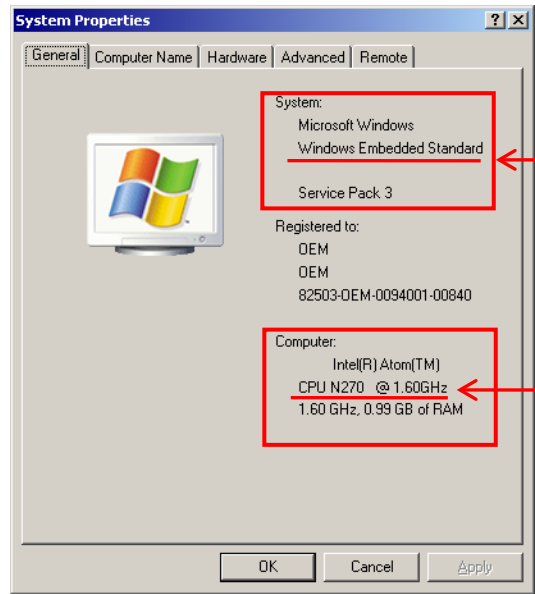 System Properties
General Computer Name Hardware Advanced Remote
System:
Microsoft Windows
Windows Embedded Standard
Service Pack 3
Registered to:
OEM
OEM
82503-OEM-0094001-00840
Computer:
Intel(R) Atom(TM)
CPU N270 @ 1.60GHz
1.60 GHz, 0.99 GB of RAM
OK Cancel Apply